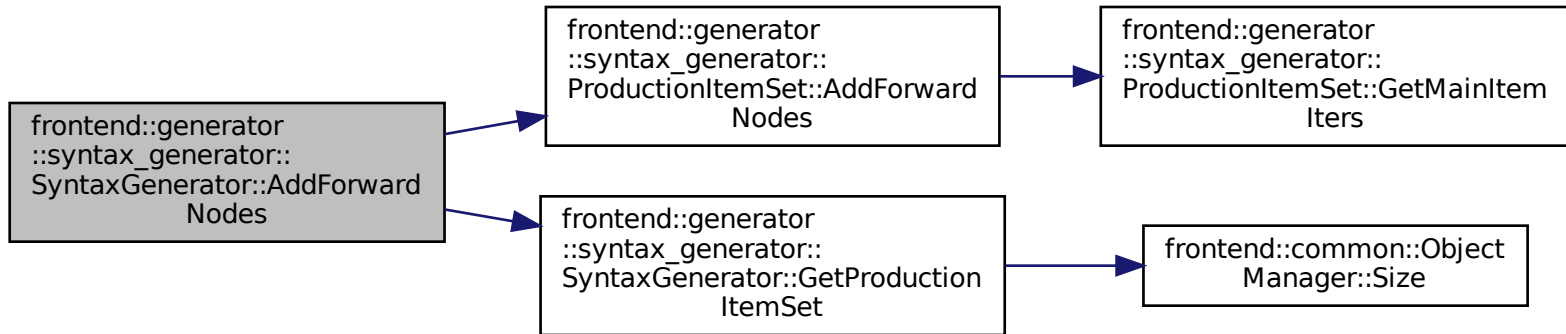 frontend::generator
::syntax_generator::
SyntaxGenerator::AddForward
Nodes
frontend::generator
::syntax_generator::
ProductionItemSet::AddForward
Nodes
frontend::generator
::syntax_generator::
ProductionItemSet::GetMainItem
Iters
frontend::generator
::syntax_generator::
SyntaxGenerator::GetProduction
ItemSet
frontend::common::Object
Manager::Size